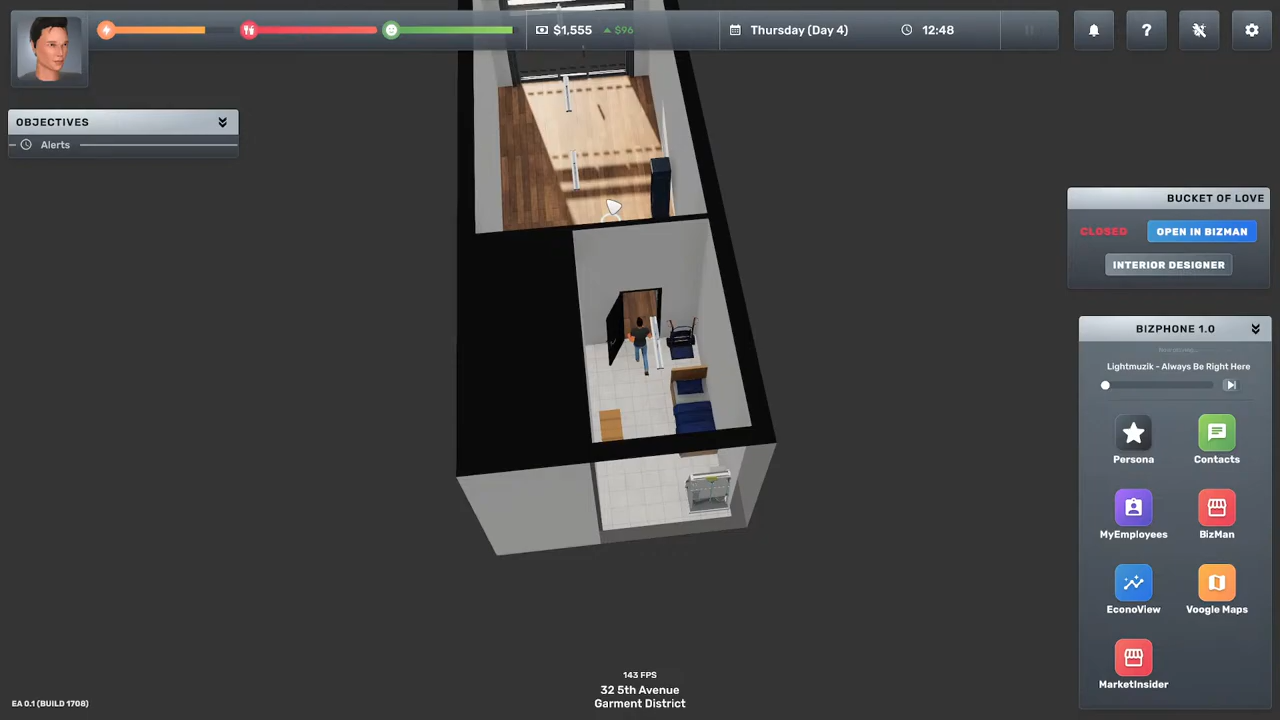 $1,555
$96
Thursday (Day 4)
12:48
?
OBJECTIVES
Alerts
BUCKET OF LOVE
CLOSED
OPEN IN BIZMAN
INTERIOR DESIGNER
BIZPHONE 1.0
Lightmuzik - Always Be Right Here
Persona
Contacts
MyEmployees
BizMan
EconoView
Voogle Maps
MarketInsider
143 FPS
32 5th Avenue
Garment District
EA 0.1 (BUILD 1708)